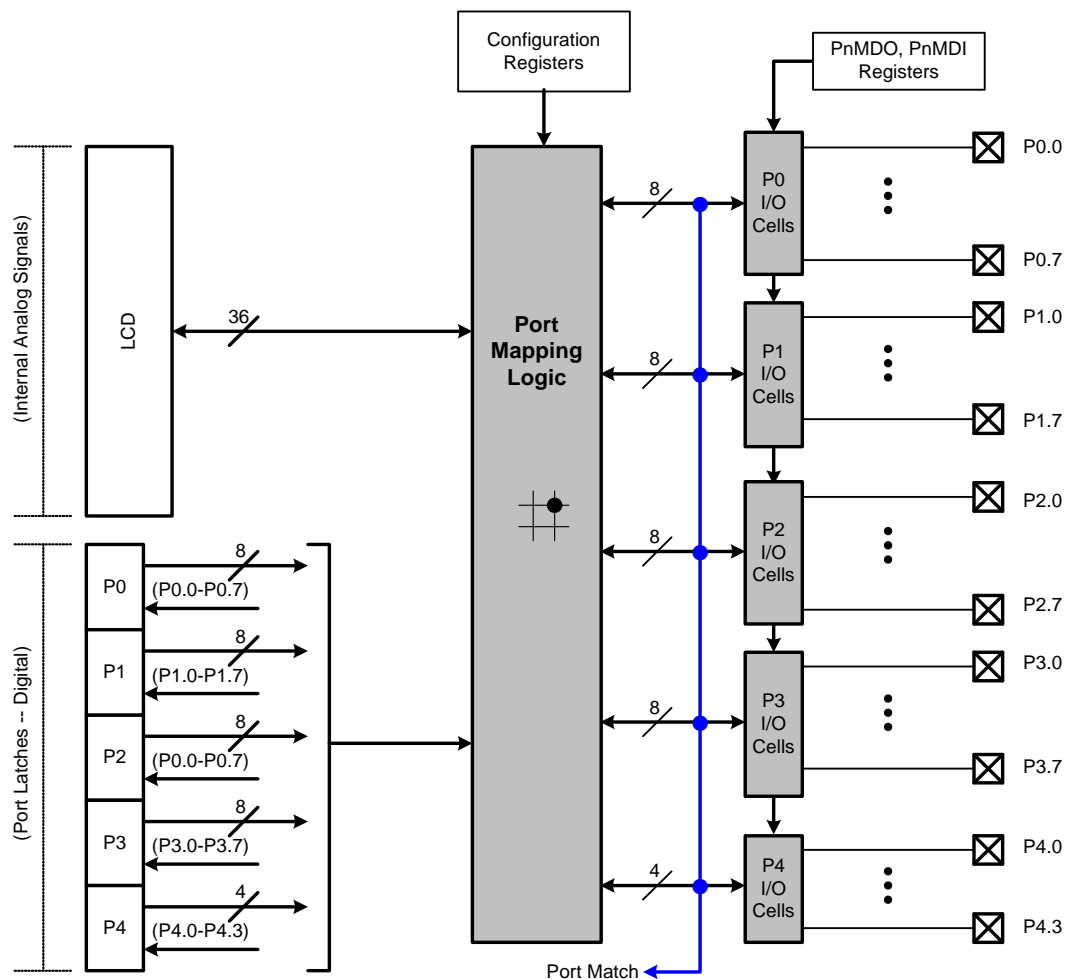 Configuration
Registers
PnMDO, PnMDI
Registers
(Internal Analog Signals)
LCD
36
Port
Mapping
Logic
8
P0
I/O
Cells
P0.0
P0.7
8
P1
I/O
Cells
P1.0
P1.7
8
P2
I/O
Cells
P2.0
P2.7
8
P3
I/O
Cells
P3.0
P3.7
4
P4
I/O
Cells
P4.0
P4.3
(Port Latches -- Digital)
P0
8
(P0.0-P0.7)
P1
8
(P1.0-P1.7)
P2
8
(P0.0-P0.7)
P3
8
(P3.0-P3.7)
P4
4
(P4.0-P4.3)
Port Match